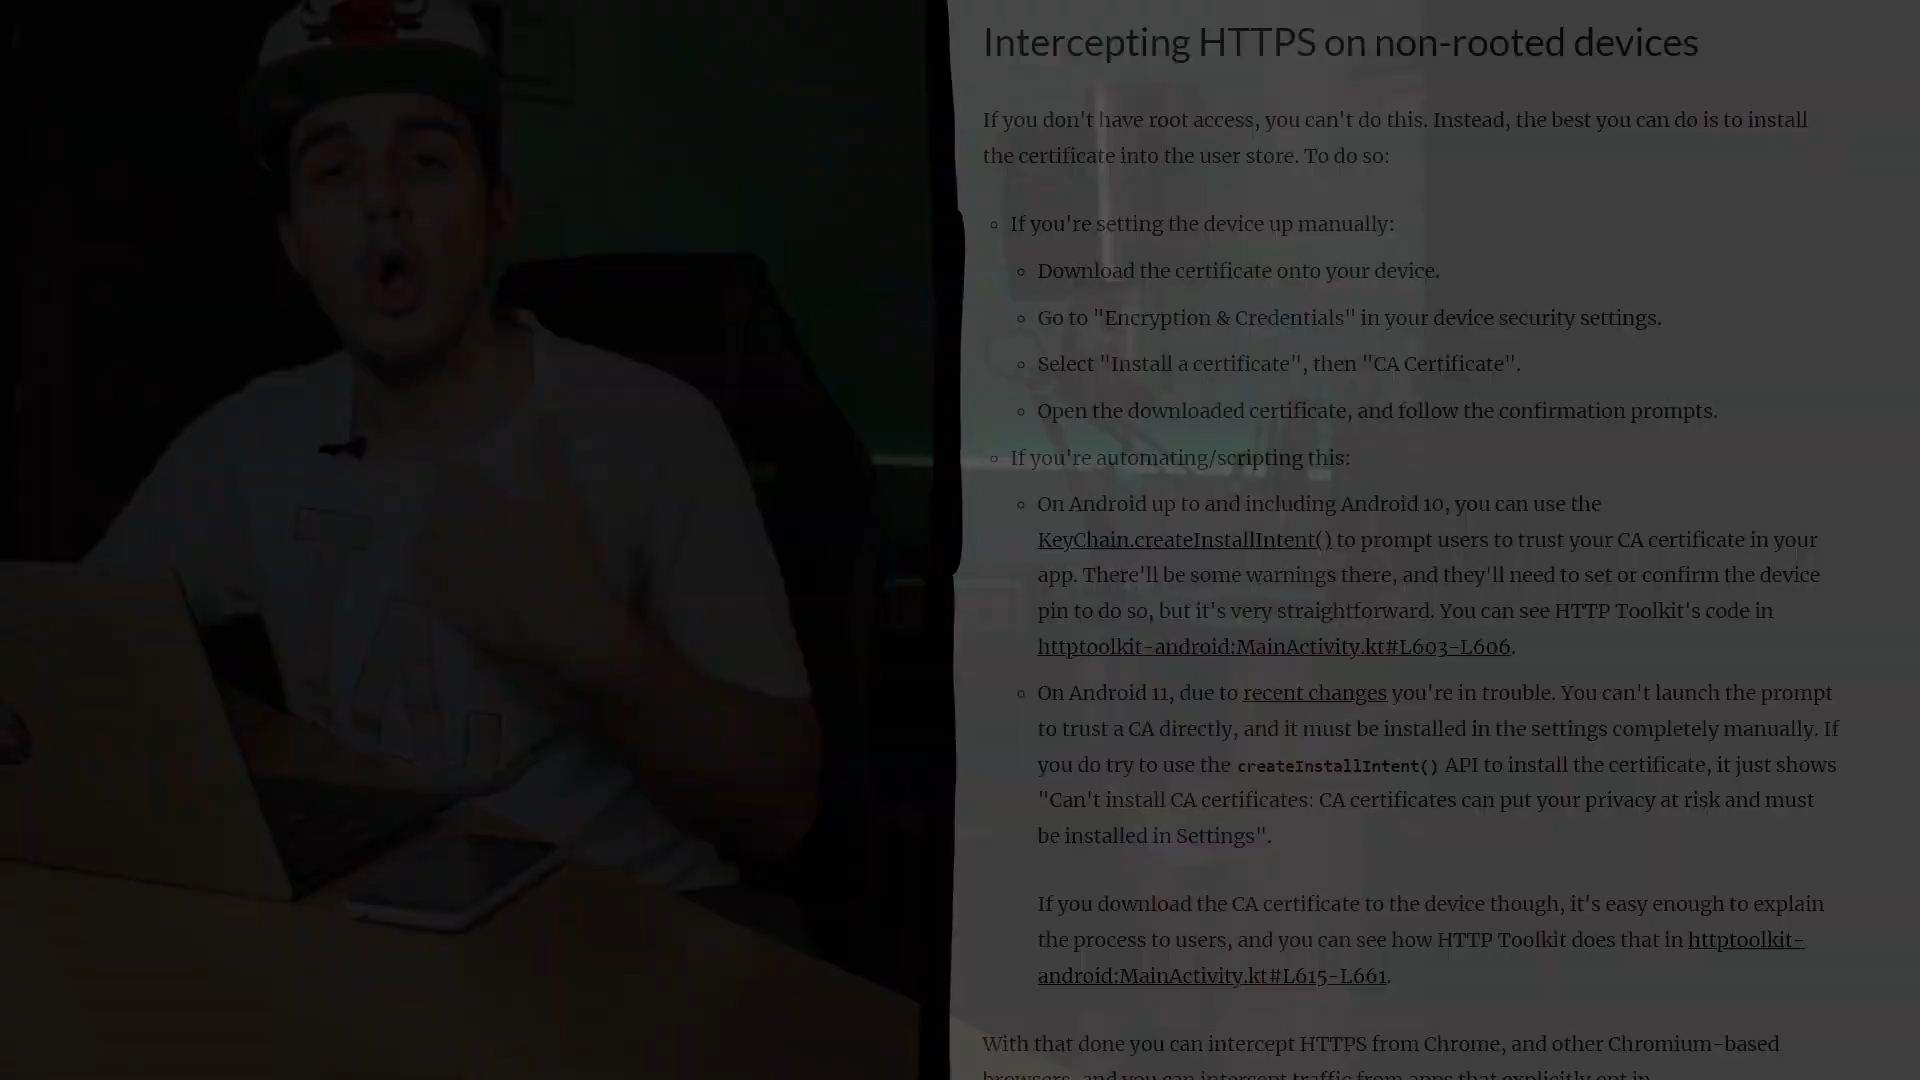 Intercepting HTTPS on non-rooted devices
If you don't have root access, you can't do this. Instead, the best you can do is to install
the certificate into the user store. To do so:
If you're setting the device up manually:
Download the certificate onto your device.
Go to "Encryption & Credentials" in your device security settings.
Select "Install a certificate", then "CA Certificate".
Open the downloaded certificate, and follow the confirmation prompts.
If you're automating/scripting this:
On Android up to and including Android 10, you can use the
KeyChain.createInstallIntent() to prompt users to trust your CA certificate in your
app. There'll be some warnings there, and they'll need to set or confirm the device
pin to do so, but it's very straightforward. You can see HTTP Toolkit's code in
httptoolkit-android:MainActivity.kt#L603-L606.
On Android 11, due to recent changes you're in trouble. You can't launch the prompt
to trust a CA directly, and it must be installed in the settings completely manually. If
you do try to use the createInstallIntent() API to install the certificate, it just shows
"Can't install CA certificates: CA certificates can put your privacy at risk and must
be installed in Settings".
If you download the CA certificate to the device though, it's easy enough to explain
the process to users, and you can see how HTTP Toolkit does that in httptoolkit-
android:MainActivity.kt#L615-L661.
With that done you can intercept HTTPS from Chrome, and other Chromium-based
browsers, and you can intercept traffic from apps that explicitly opt in